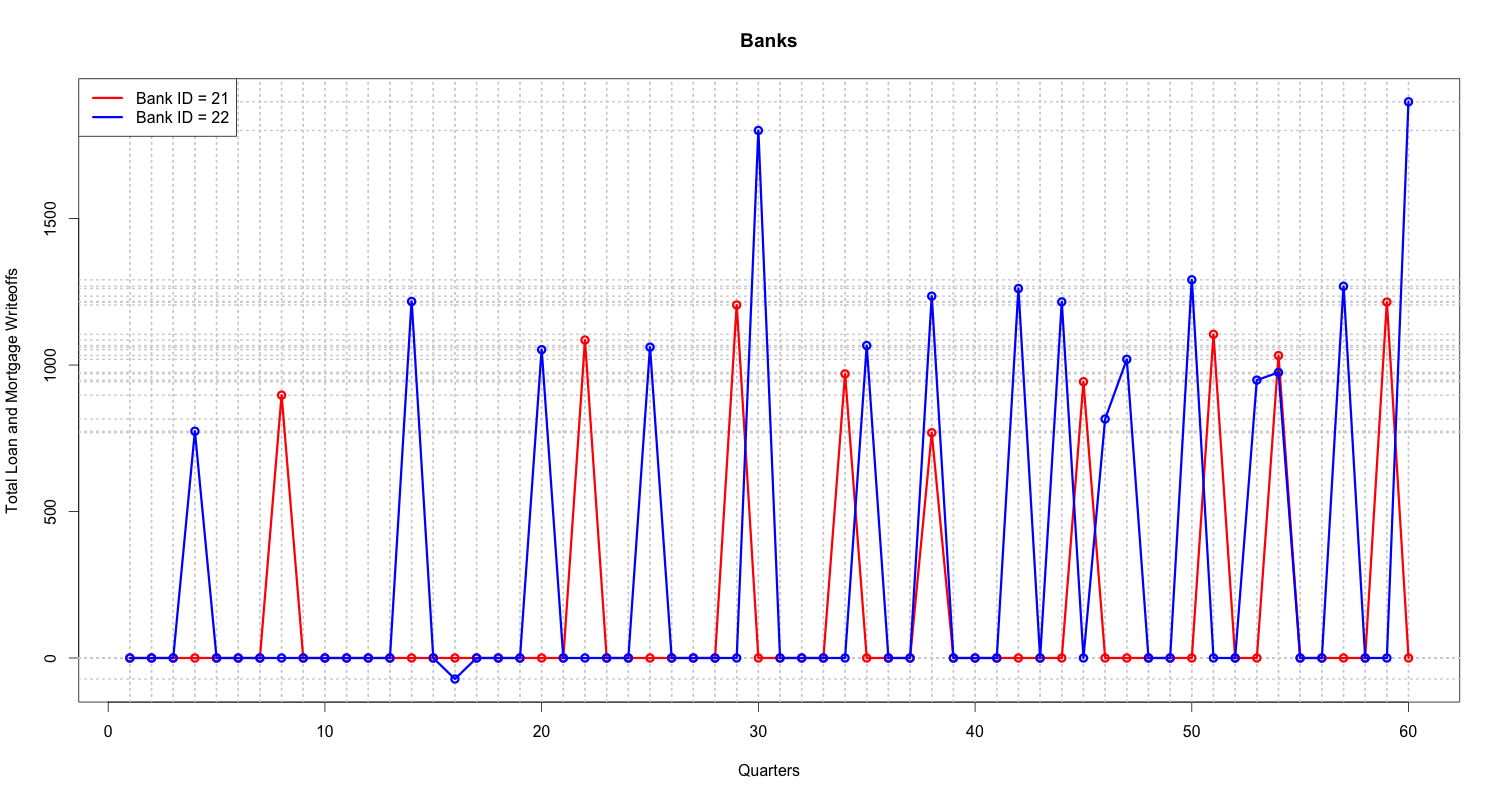 Banks
Bank ID = 21
Bank ID = 22
Total Loan and Mortgage Writeoffs
1500
1000
500
0
0 10 20 30 40 50 60
Quarters